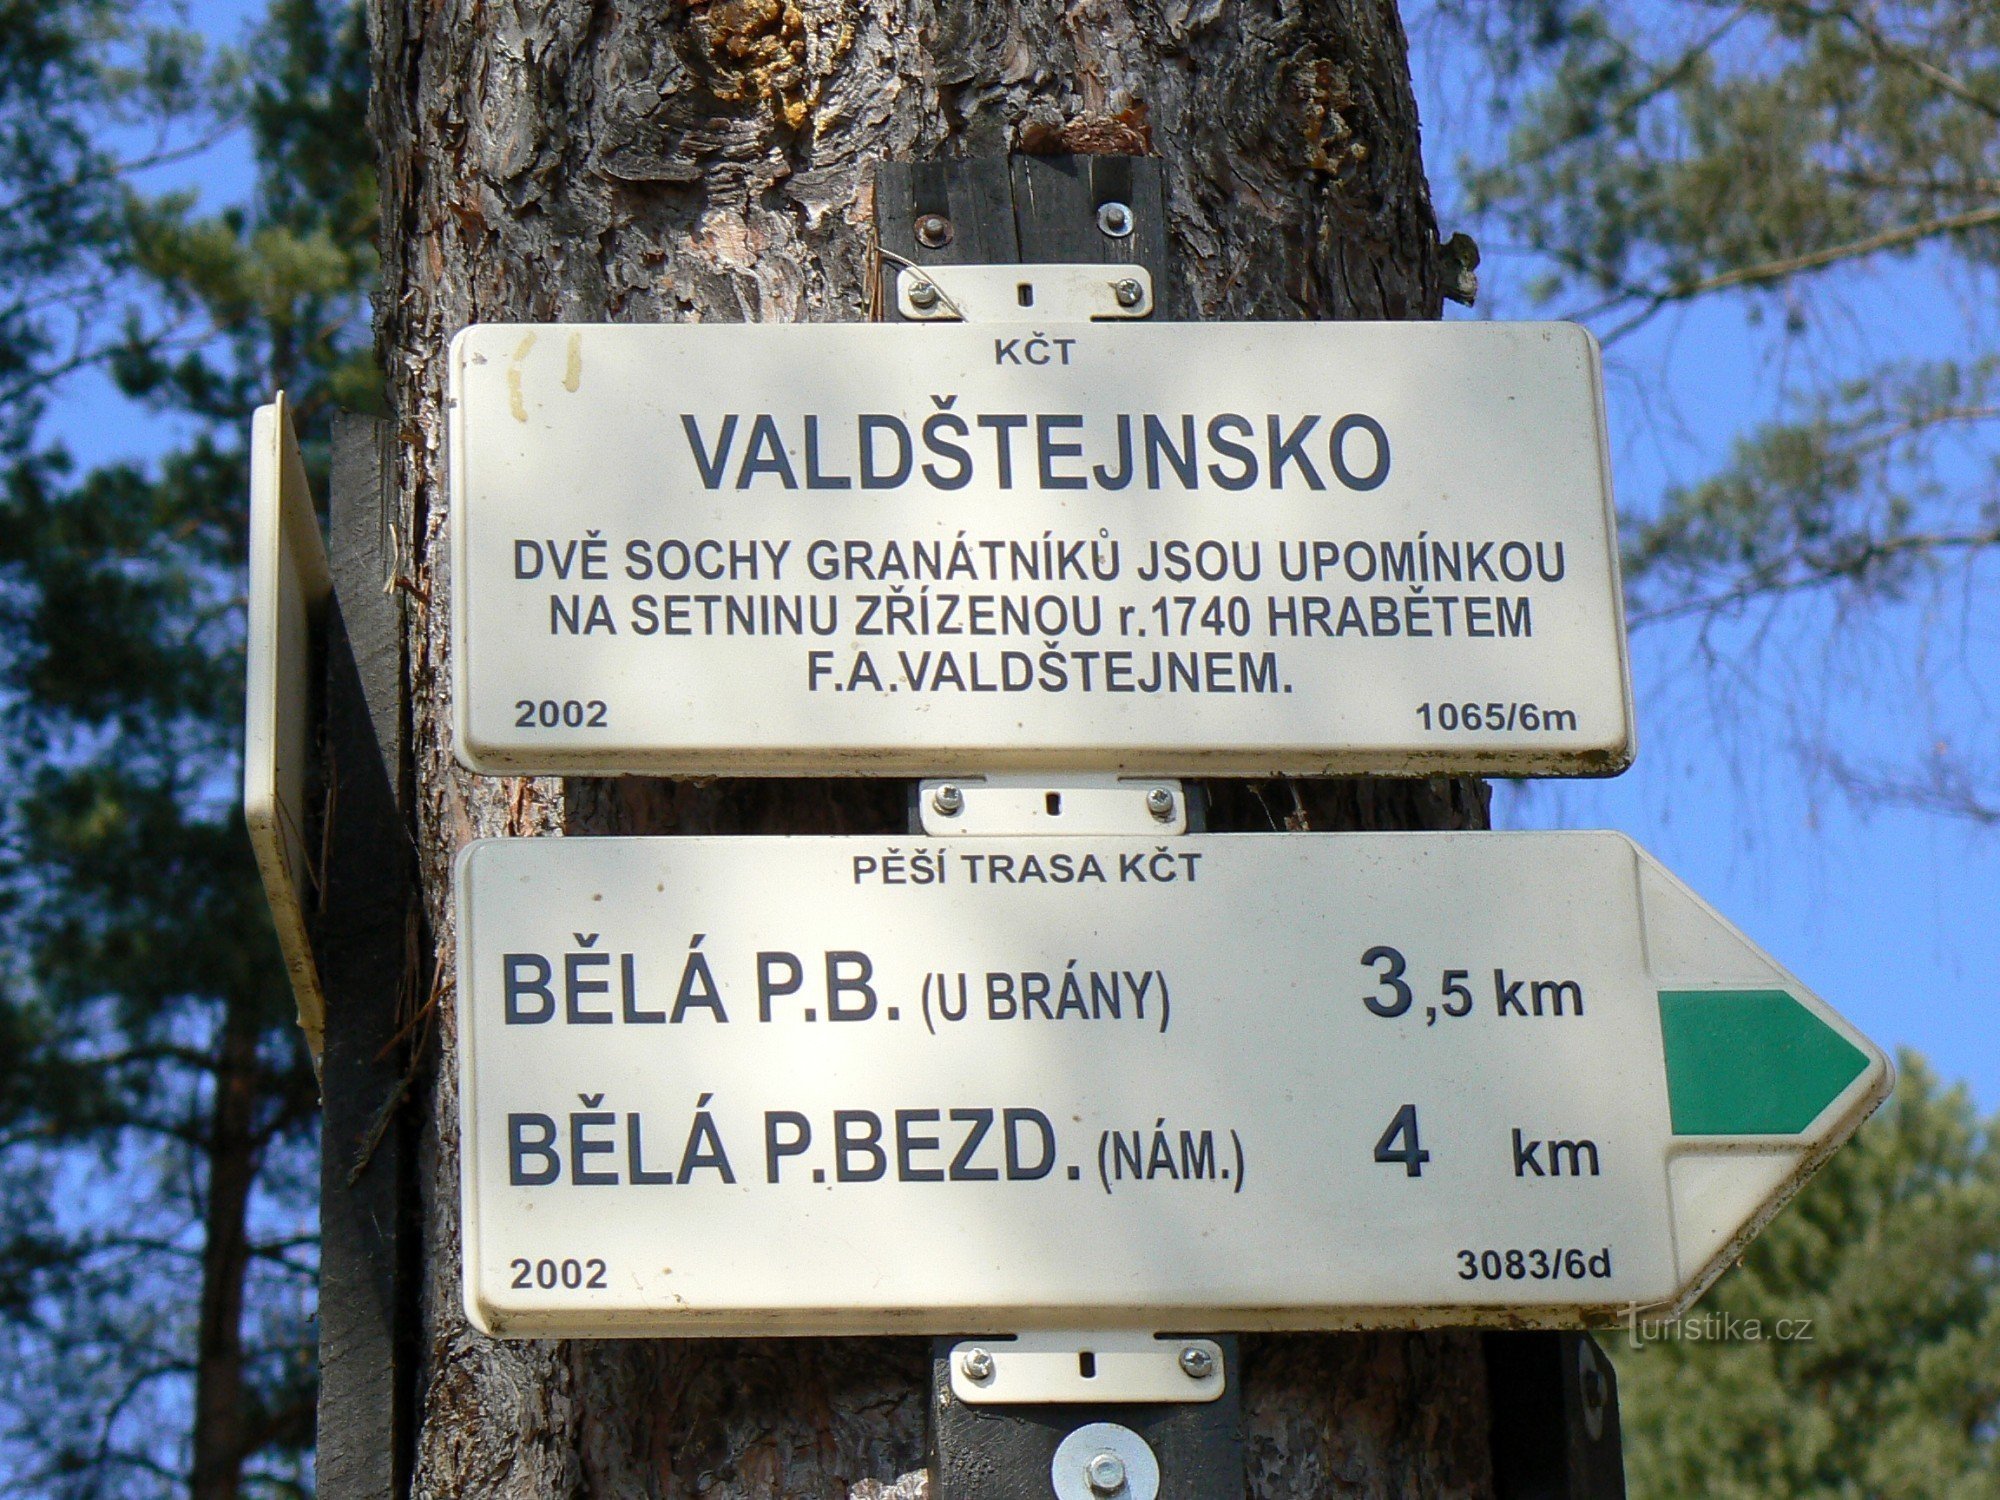 KČT
VALDŠTEJNSKO
DVĚ SOCHY GRANÁTNÍKŮ JSOU UPOMÍNKOU
NA SETNINU ZŘÍZENOU r.1740 HRABĚTEM
F.A.VALDŠTEJNEM.
2002 1065/6m
PĚŠÍ TRASA KČT
BĚLÁ P.B. (U BRÁNY) 3,5 km
BĚLÁ P.BEZD. (NÁM.) 4 km
2002 3083/6d
Turistika.cz